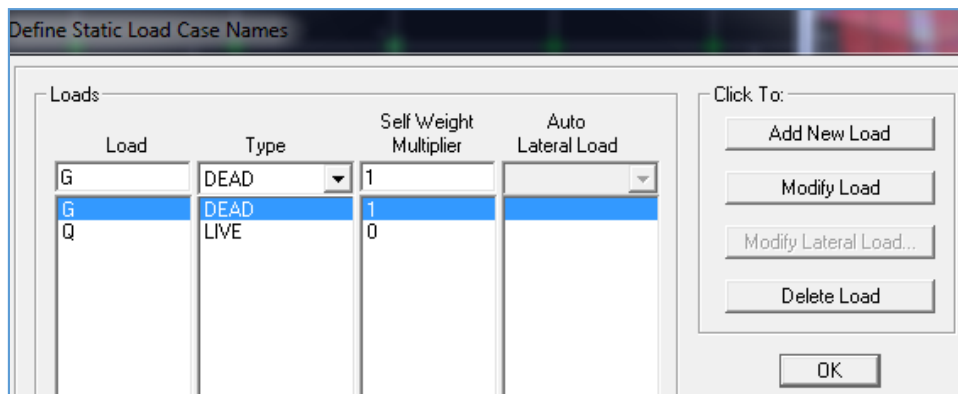 Define Static Load Case Names
Loads
Click To:
Load Type Self Weight Multiplier Auto Lateral Load
G DEAD 1
G DEAD 1
Q LIVE 0
Add New Load
Modify Load
Modify Lateral Load...
Delete Load
OK